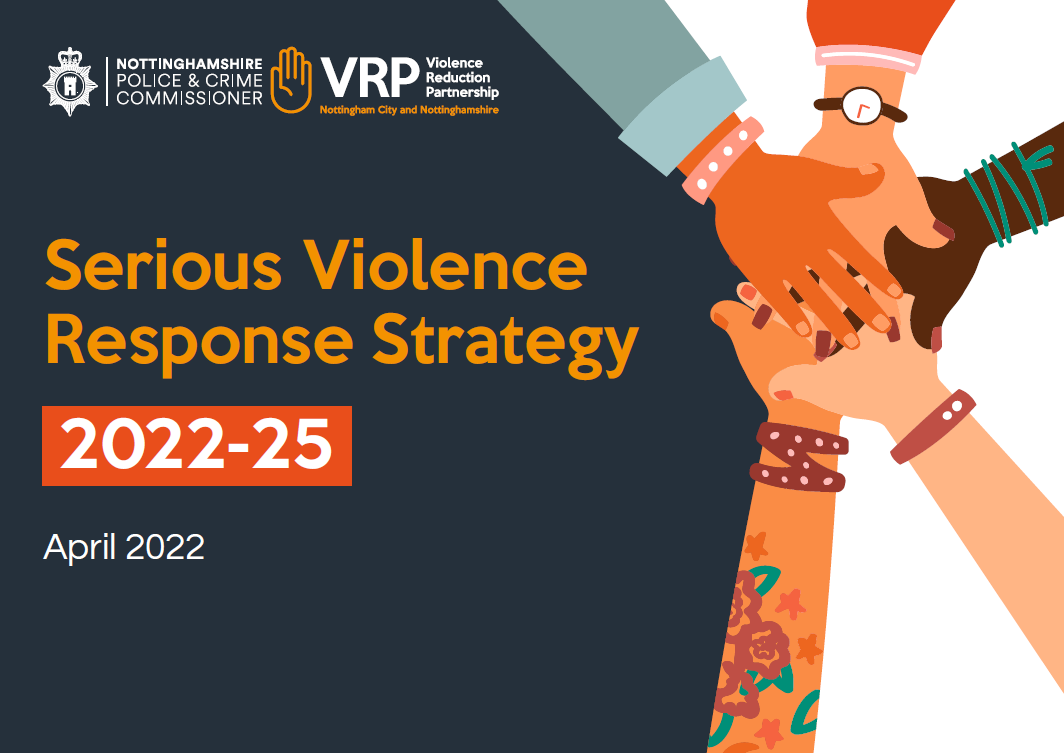 NOTTINGHAMSHIRE
POLICE & CRIME
COMMISSIONER
VRP
Violence
Reduction
Partnership
Nottingham City and Nottinghamshire
Serious Violence
Response Strategy
2022-25
April 2022